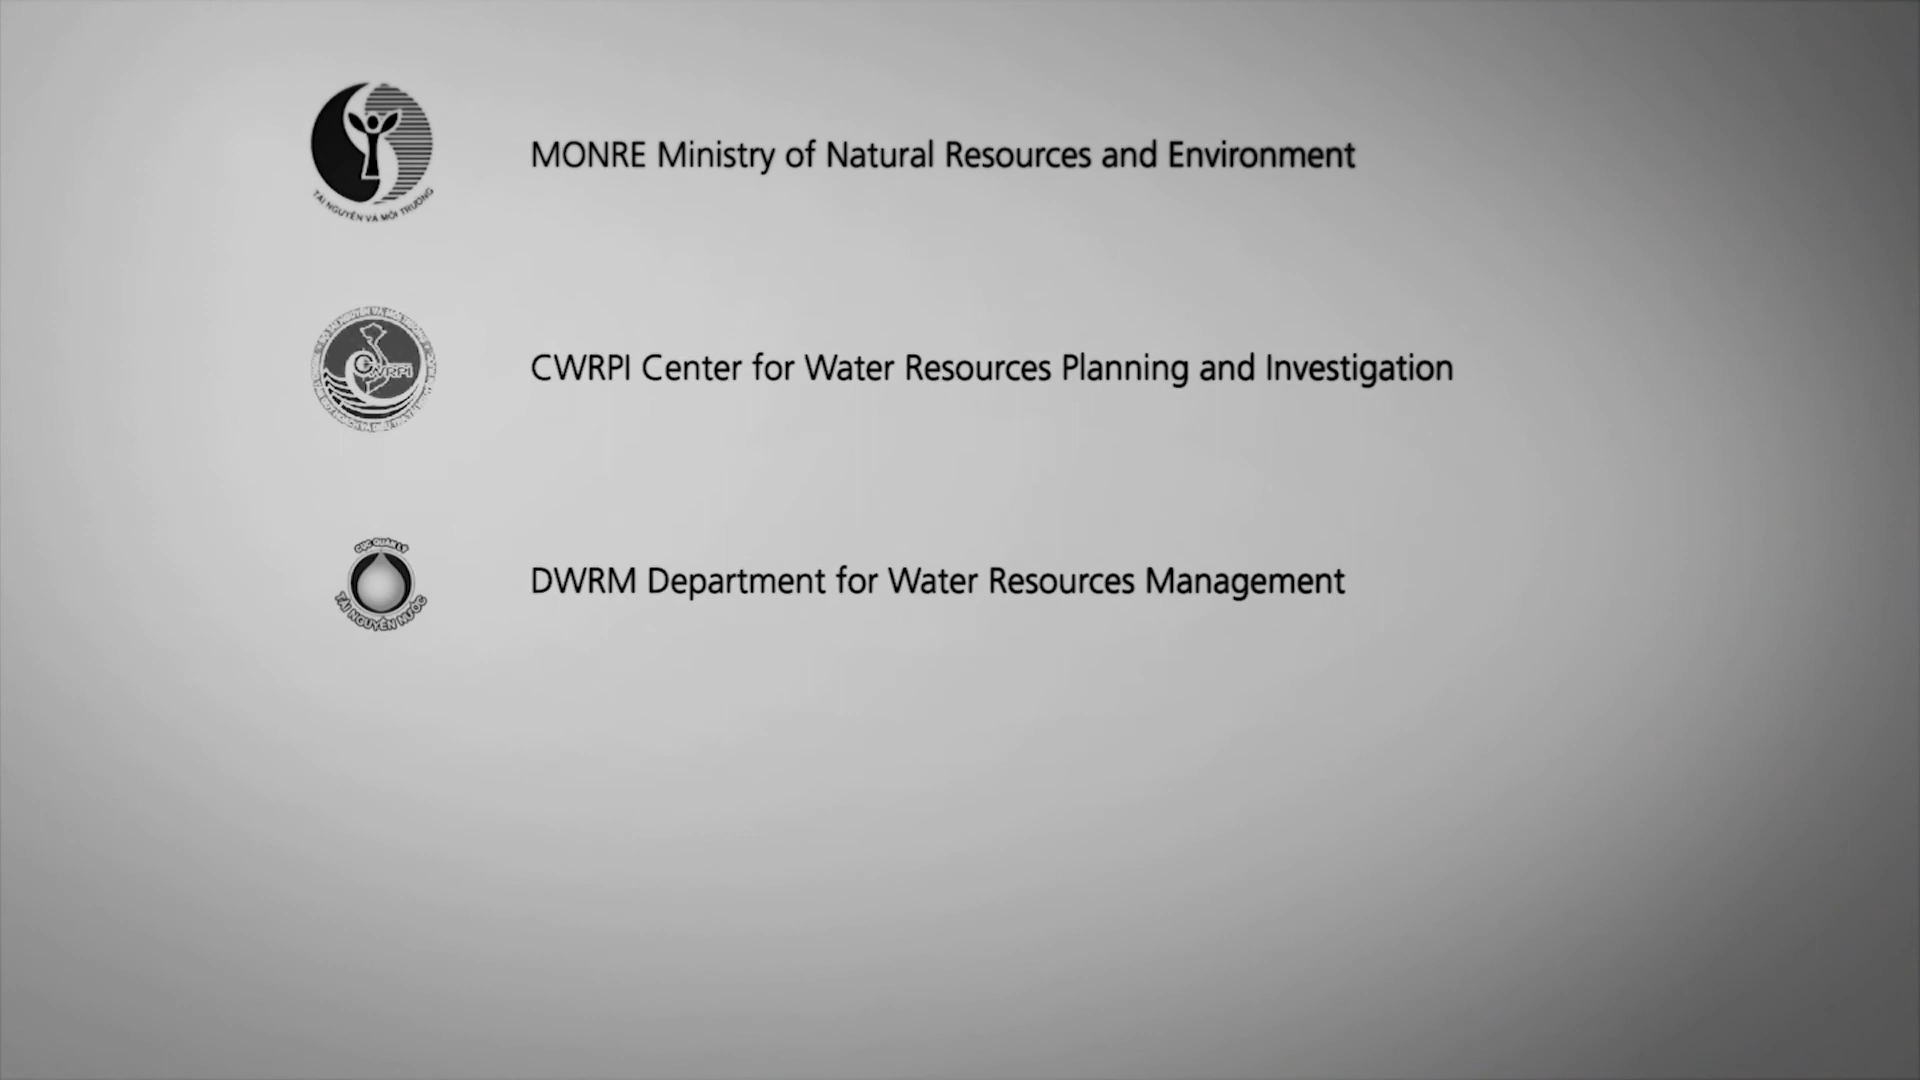 TÀI NGUYÊN VÀ MÔI TRƯỜNG
MONRE Ministry of Natural Resources and Environment
CWRPI
CWRPI Center for Water Resources Planning and Investigation
CỤC QUẢN LÝ
TÀI NGUYÊN NƯỚC
DWRM Department for Water Resources Management